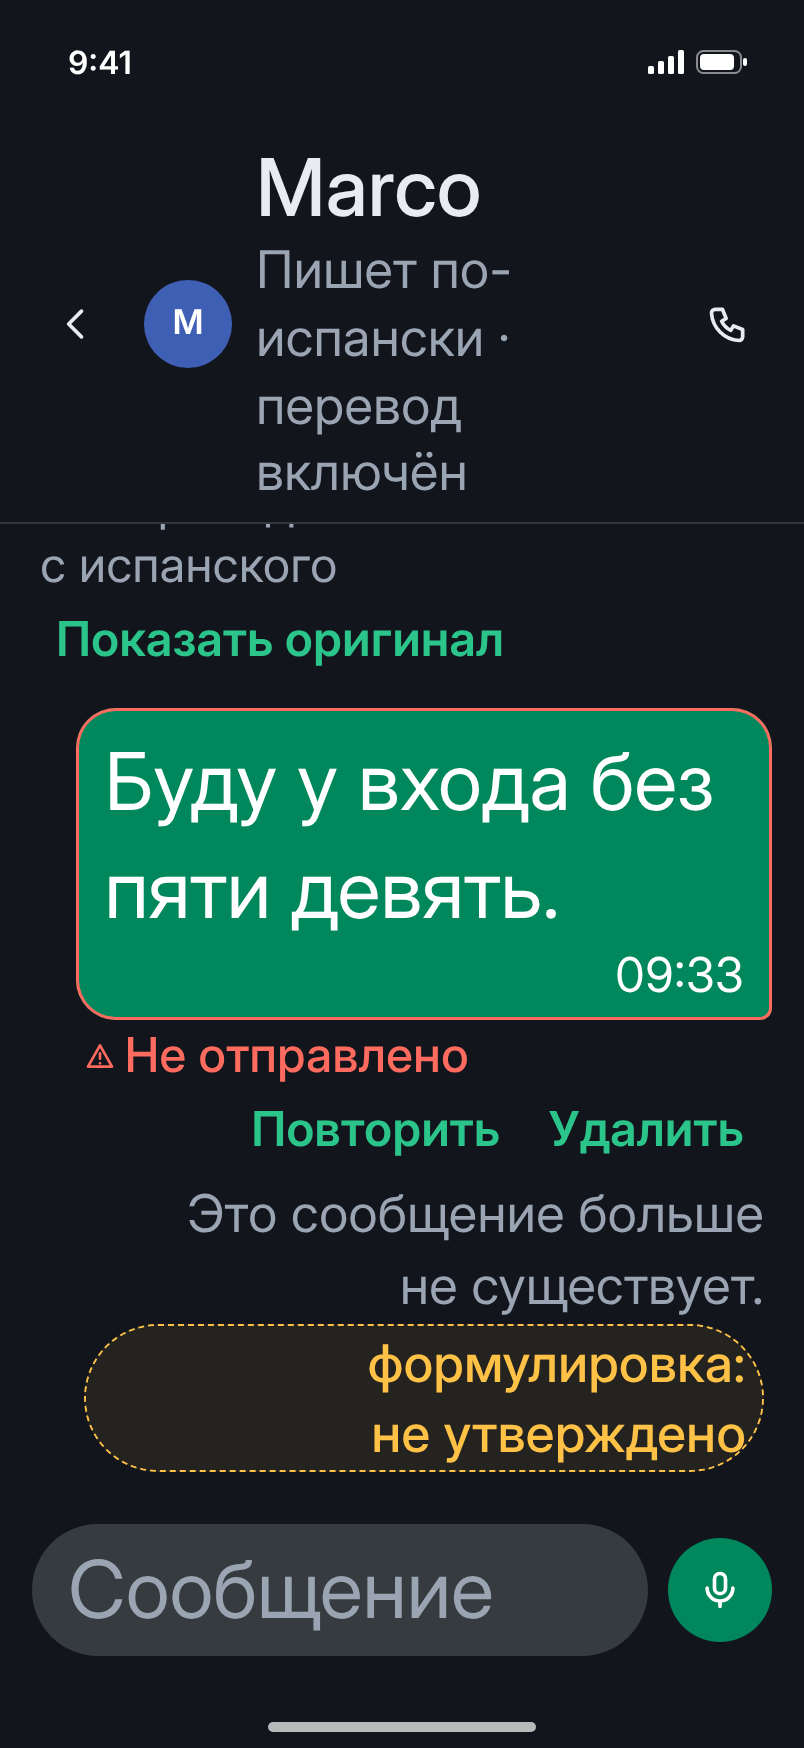 9:41
Marco
Пишет по-
испански ·
перевод
включён
M
с испанского
Показать оригинал
Буду у входа без
пяти девять.
09:33
Не отправлено
Повторить Удалить
Это сообщение больше
не существует.
формулировка:
не утверждено
Сообщение